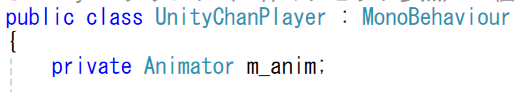 public class UnityChanPlayer : MonoBehaviour
{
private Animator m_anim;